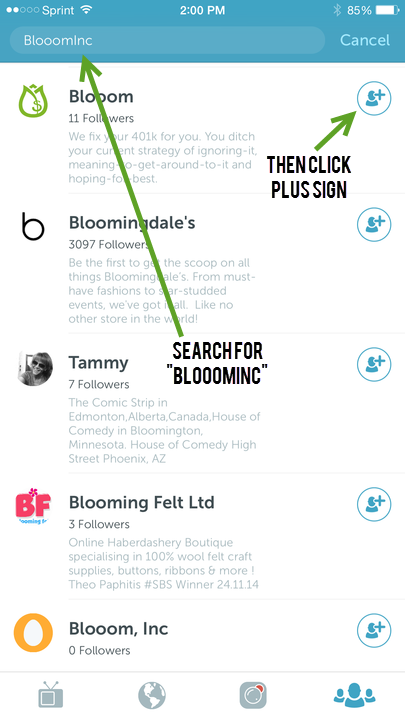 Sprint 2:00 PM 85%
BlooomInc Cancel
Blooom
11 Followers
We fix your 401k for you. You ditch
your current strategy of ignoring-it,
meaning-to-get-around-to-it and
hoping-for-best.
THEN CLICK
PLUS SIGN
b
Bloomingdale's
3097 Followers
Be the first to get the scoop on all
things Bloomingdale's. From must-
have fashions to star-studded
events, we've got it all. Like no
other store in the world!
SEARCH FOR
"BLOOOMINC"
Tammy
7 Followers
The Comic Strip in
Edmonton,Alberta,Canada,House of
Comedy in Bloomington,
Minnesota. House of Comedy High
Street Phoenix, AZ
BF
ooming fe
Blooming Felt Ltd
3 Followers
Online Haberdashery Boutique
specialising in 100% wool felt craft
supplies, buttons, ribbons & more !
Theo Paphitis #SBS Winner 24.11.14
Blooom, Inc
0 Followers